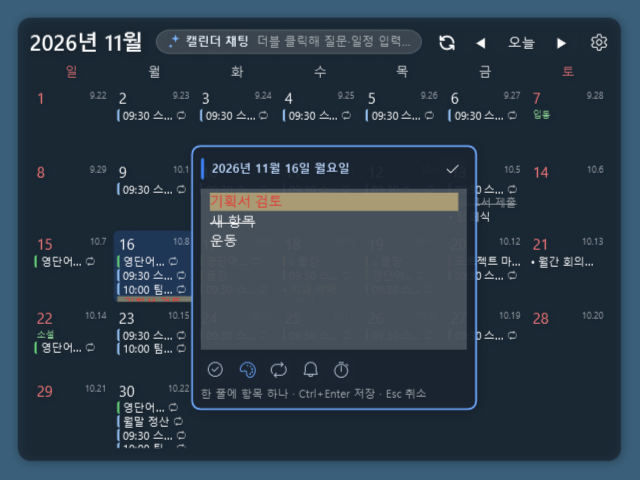 2026년 11월
캘린더 채팅 더블 클릭해 질문·일정 입력...
오늘
일 월 화 수 목 금 토
1 9.22 2 9.23 3 9.24 4 9.25 5 9.26 6 9.27 7 9.28
09:30 스... 09:30 스... 09:30 스... 09:30 스... 09:30 스... 입동
8 9.29 9 10.1 10.5 14 10.6
09:30 스...
2026년 11월 16일 월요일
기획서 검토
새 항목
운동
15 10.7 16 10.8 10.12 21 10.13
영단어... 영단어... • 월간 회의...
09:30 스...
10:00 팀...
22 10.14 23 10.15 10.19 28 10.20
소설 09:30 스...
영단어... 10:00 팀...
29 10.21 30 10.22
영단어...
월말 정산
09:30 스...
10:00 팀...
한 줄에 항목 하나 · Ctrl+Enter 저장 · Esc 취소